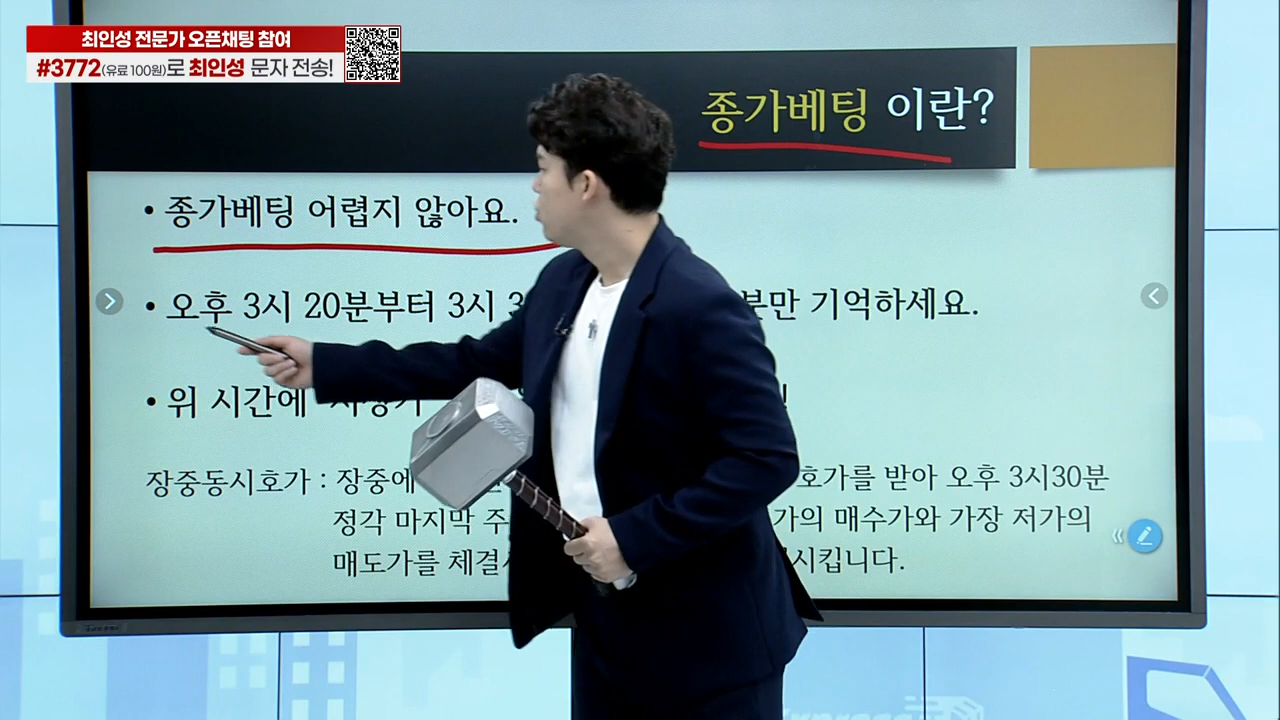 최인성 전문가 오픈채팅 참여
#3772(유료 100원)로 최인성 문자 전송!
종가베팅 이란?
• 종가베팅 어렵지 않아요.
• 오후 3시 20분부터 3시 분만 기억하세요.
• 위 시간에
장중동시호가 : 장중에 호가를 받아 오후 3시30분
정각 마지막 가의 매수가와 가장 저가의
매도가를 시킵니다.